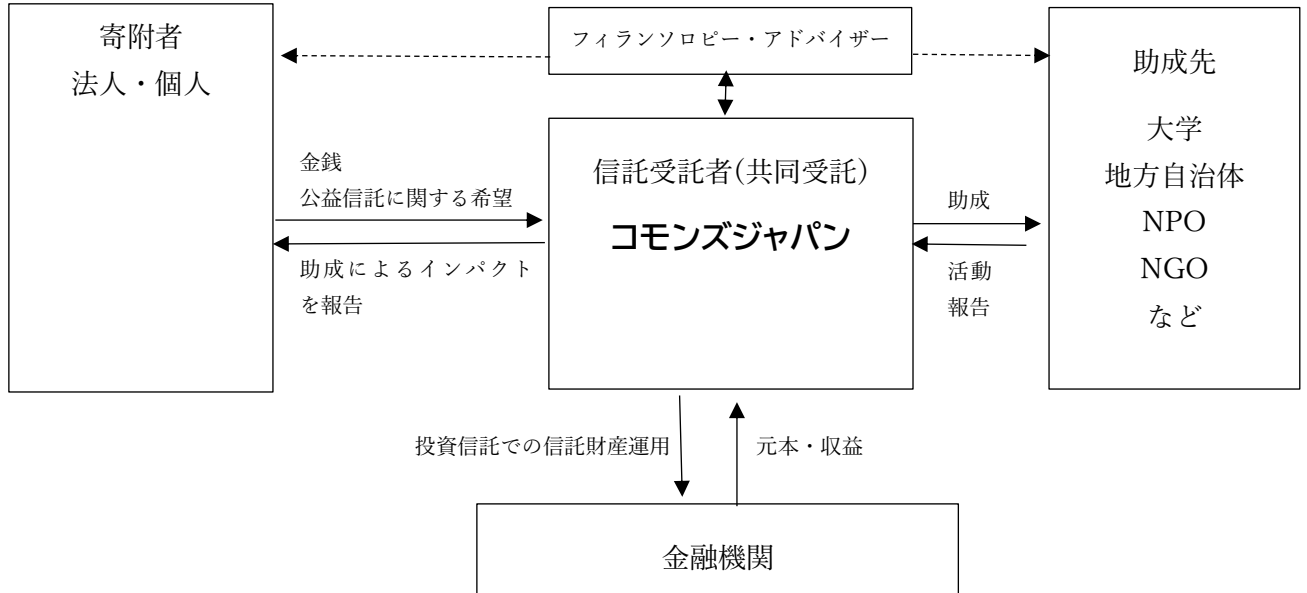 寄附者
法人・個人
フィランソロピー・アドバイザー
助成先
大学
地方自治体
NPO
NGO
など
信託受託者(共同受託)
コモンズジャパン
金銭
公益信託に関する希望
助成によるインパクト
を報告
助成
活動
報告
投資信託での信託財産運用
元本・収益
金融機関